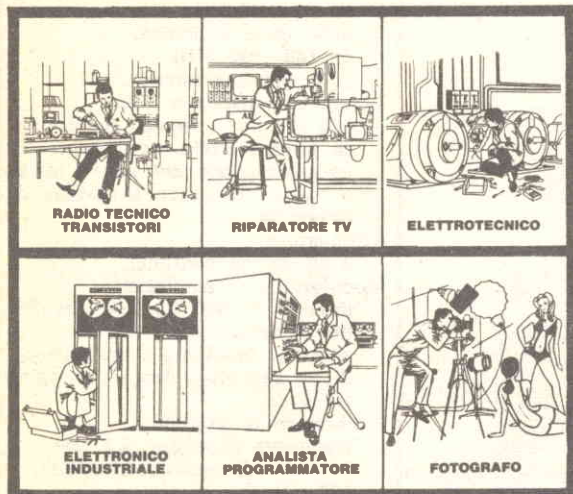 RADIO TECNICO
TRANSISTORI
RIPARATORE TV
ELETTROTECNICO
ELETTRONICO
INDUSTRIALE
ANALISTA
PROGRAMMATORE
FOTOGRAFO